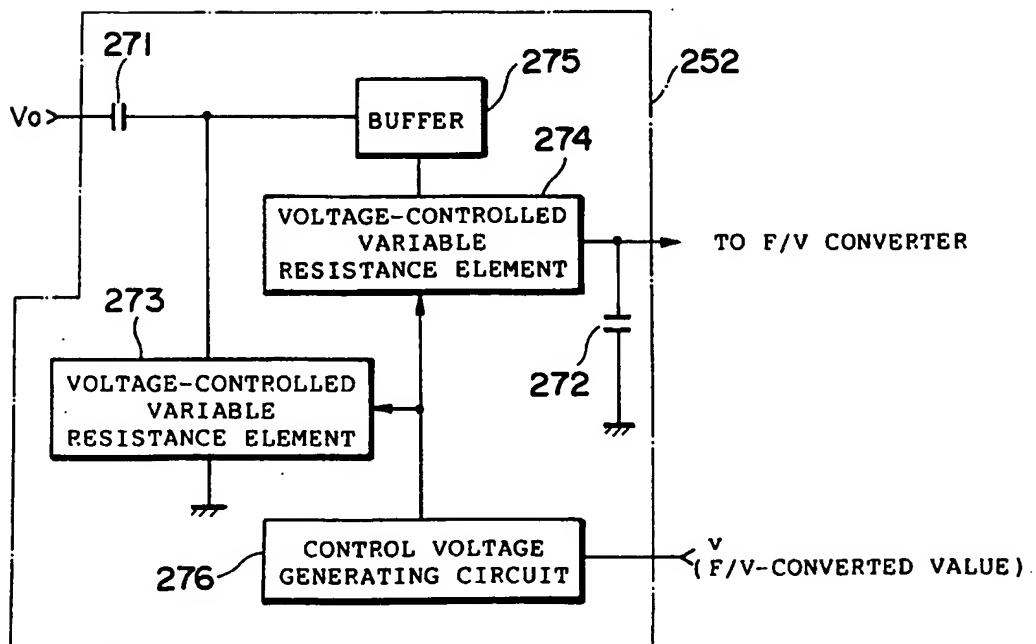 271
275
252
Vo
BUFFER
274
VOLTAGE-CONTROLLED
VARIABLE
RESISTANCE ELEMENT
TO F/V CONVERTER
273
272
VOLTAGE-CONTROLLED
VARIABLE
RESISTANCE ELEMENT
276
CONTROL VOLTAGE
GENERATING CIRCUIT
v
(F/V-CONVERTED VALUE)